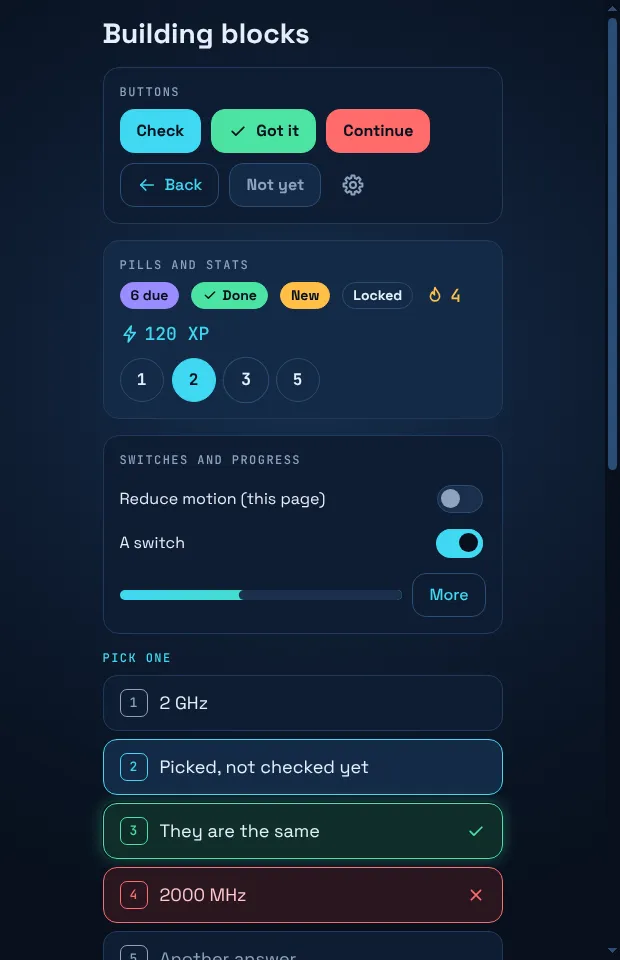 Building blocks
BUTTONS
Check
Got it
Continue
Back
Not yet
PILLS AND STATS
6 due
Done
New
Locked
4
120 XP
1
2
3
5
SWITCHES AND PROGRESS
Reduce motion (this page)
A switch
More
PICK ONE
1 2 GHz
2 Picked, not checked yet
3 They are the same
4 2000 MHz
5 Another answer